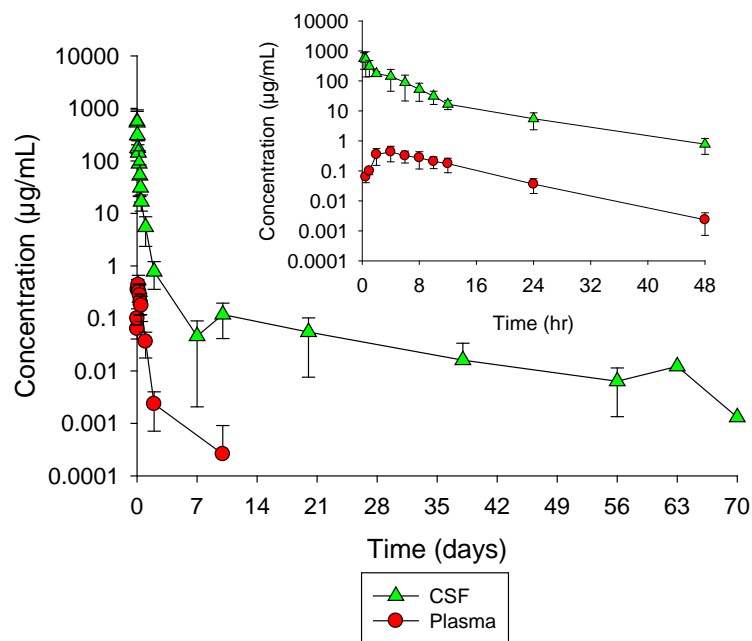 Concentration (µg/mL)
10000
1000
100
10
1
0.1
0.01
0.001
0.0001
0 7 14 21 28 35 42 49 56 63 70
Time (days)
Concentration (µg/mL)
10000
1000
100
10
1
0.1
0.01
0.001
0.0001
0 8 16 24 32 40 48
Time (hr)
CSF
Plasma